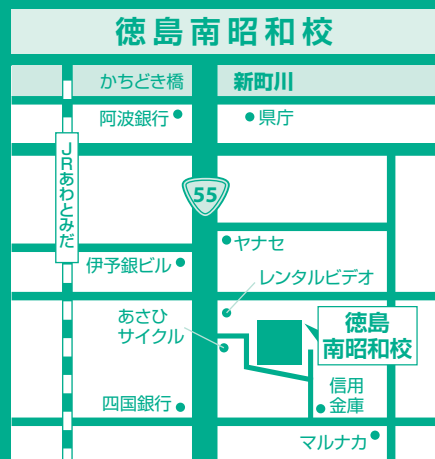 徳島南昭和校
かちどき橋
新町川
阿波銀行
県庁
JRあわとみだ
55
ヤナセ
伊予銀ビル
レンタルビデオ
あさひ
サイクル
徳島
南昭和校
信用
金庫
四国銀行
マルナカ